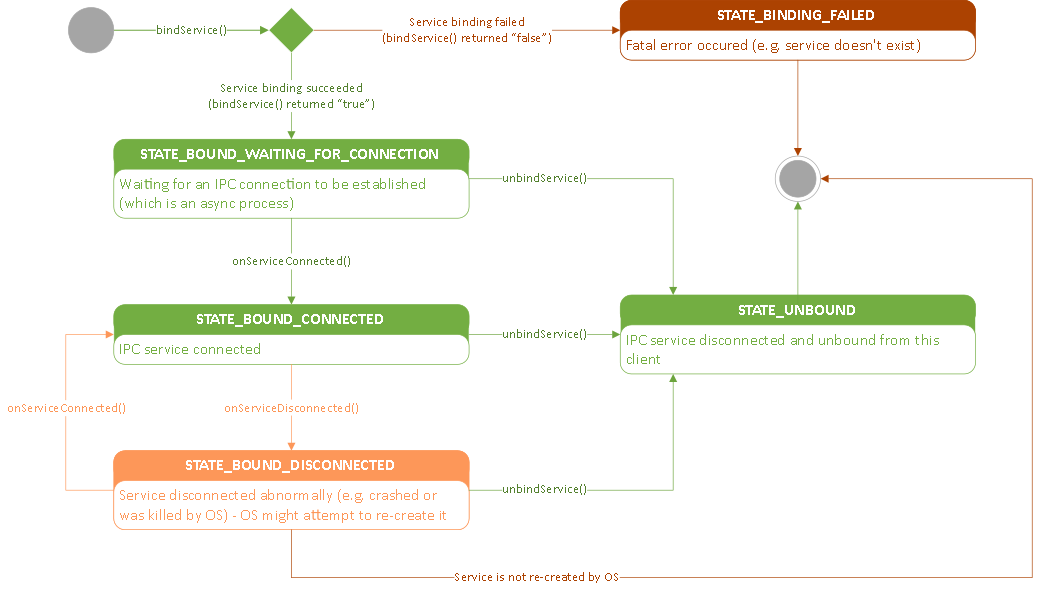 bindService()
Service binding failed
(bindService() returned “false”)
STATE_BINDING_FAILED
Fatal error occured (e.g. service doesn't exist)
Service binding succeeded
(bindService() returned “true”)
STATE_BOUND_WAITING_FOR_CONNECTION
Waiting for an IPC connection to be established
(which is an async process)
unbindService()
onServiceConnected()
STATE_BOUND_CONNECTED
IPC service connected
unbindService()
STATE_UNBOUND
IPC service disconnected and unbound from this
client
onServiceConnected()
onServiceDisconnected()
STATE_BOUND_DISCONNECTED
Service disconnected abnormally (e.g. crashed or
was killed by OS) - OS might attempt to re-create it
unbindService()
Service is not re-created by OS